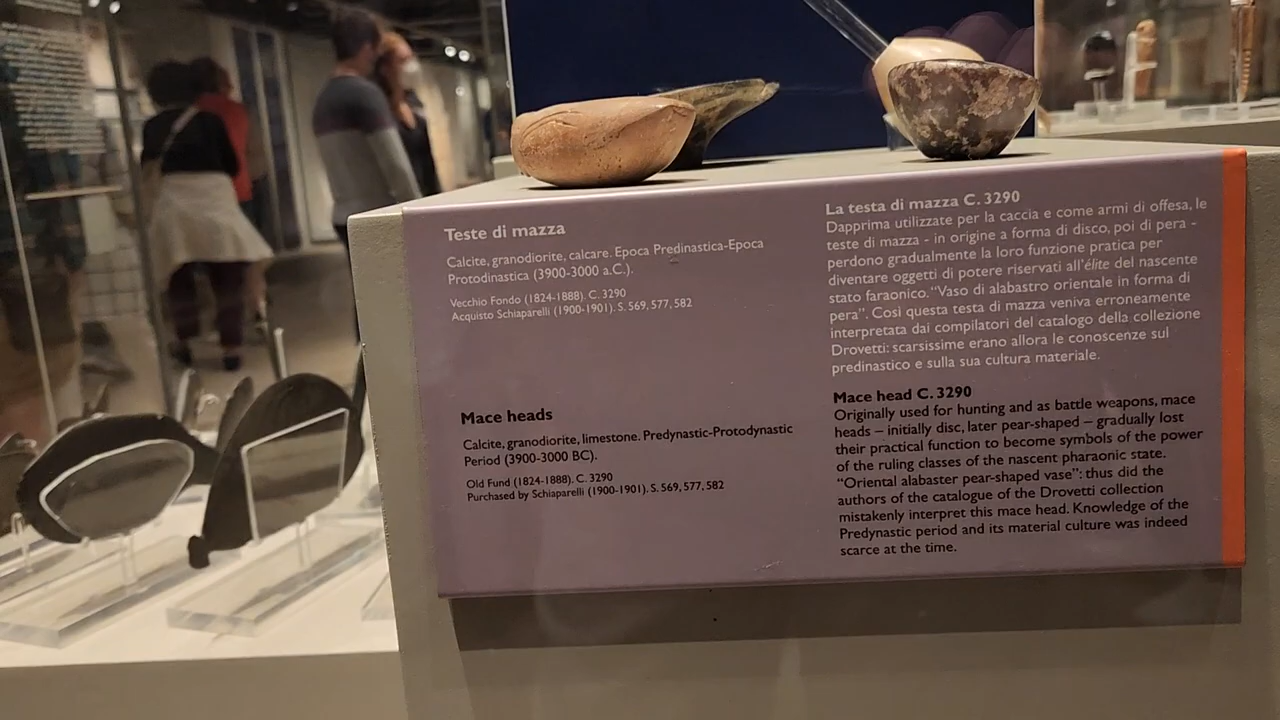 Teste di mazza
Calcite, granodiorite, calcare. Epoca Predinastica-Epoca
Protodinastica (3900-3000 a.C.).
Vecchio Fondo (1824-1888). C. 3290
Acquisto Schiaparelli (1900-1901). S. 569, 577, 582
Mace heads
Calcite, granodiorite, limestone. Predynastic-Protodynastic
Period (3900-3000 BC).
Old Fund (1824-1888). C. 3290
Purchased by Schiaparelli (1900-1901). S. 569, 577, 582
La testa di mazza C. 3290
Dapprima utilizzate per la caccia e come armi di offesa, le
teste di mazza - in origine a forma di disco, poi di pera -
perdono gradualmente la loro funzione pratica per
diventare oggetti di potere riservati all'élite del nascente
stato faraonico. "Vaso di alabastro orientale in forma di
pera". Così questa testa di mazza veniva erroneamente
interpretata dai compilatori del catalogo della collezione
Drovetti: scarsissime erano allora le conoscenze sul
predinastico e sulla sua cultura materiale.
Mace head C. 3290
Originally used for hunting and as battle weapons, mace
heads – initially disc, later pear-shaped – gradually lost
their practical function to become symbols of the power
of the ruling classes of the nascent pharaonic state.
"Oriental alabaster pear-shaped vase": thus did the
authors of the catalogue of the Drovetti collection
mistakenly interpret this mace head. Knowledge of the
Predynastic period and its material culture was indeed
scarce at the time.